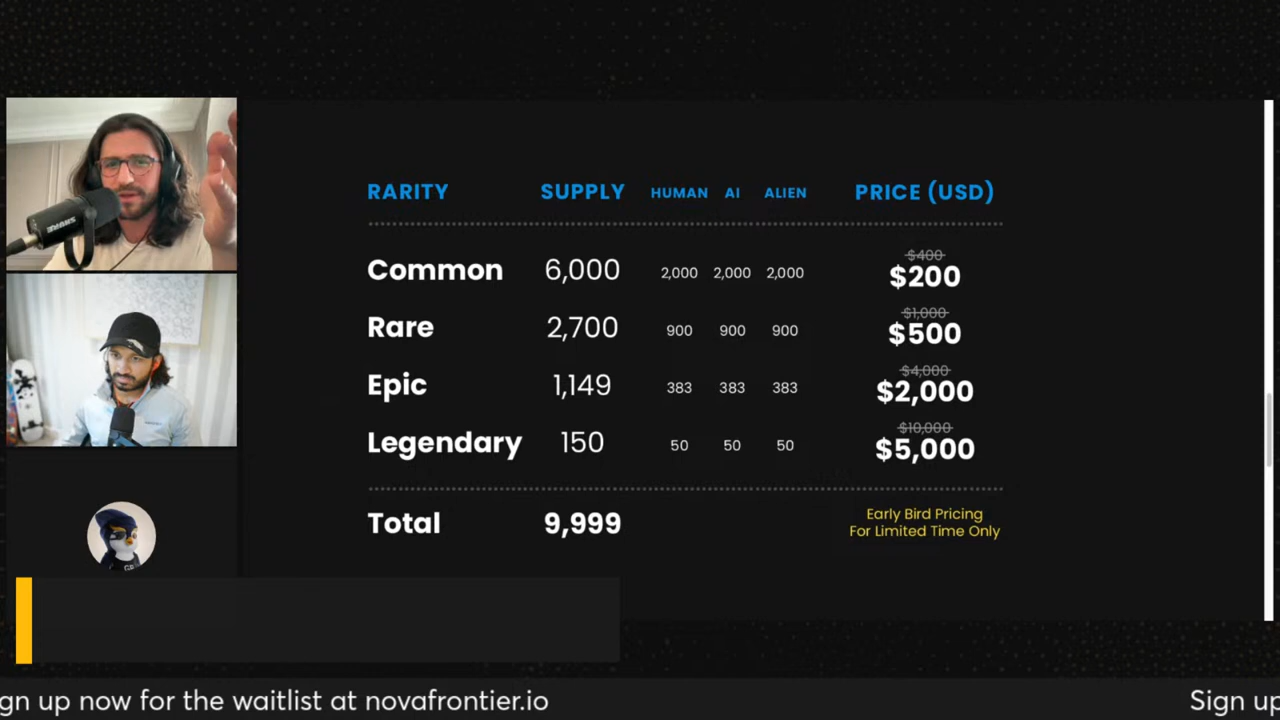 RARITY SUPPLY HUMAN AI ALIEN PRICE (USD)
$400
Common 6,000 2,000 2,000 2,000 $200
$1,000
Rare 2,700 900 900 900 $500
$4,000
Epic 1,149 383 383 383 $2,000
$10,000
Legendary 150 50 50 50 $5,000
Total 9,999
Early Bird Pricing
For Limited Time Only
gn up now for the waitlist at novafrontier.io Sign up